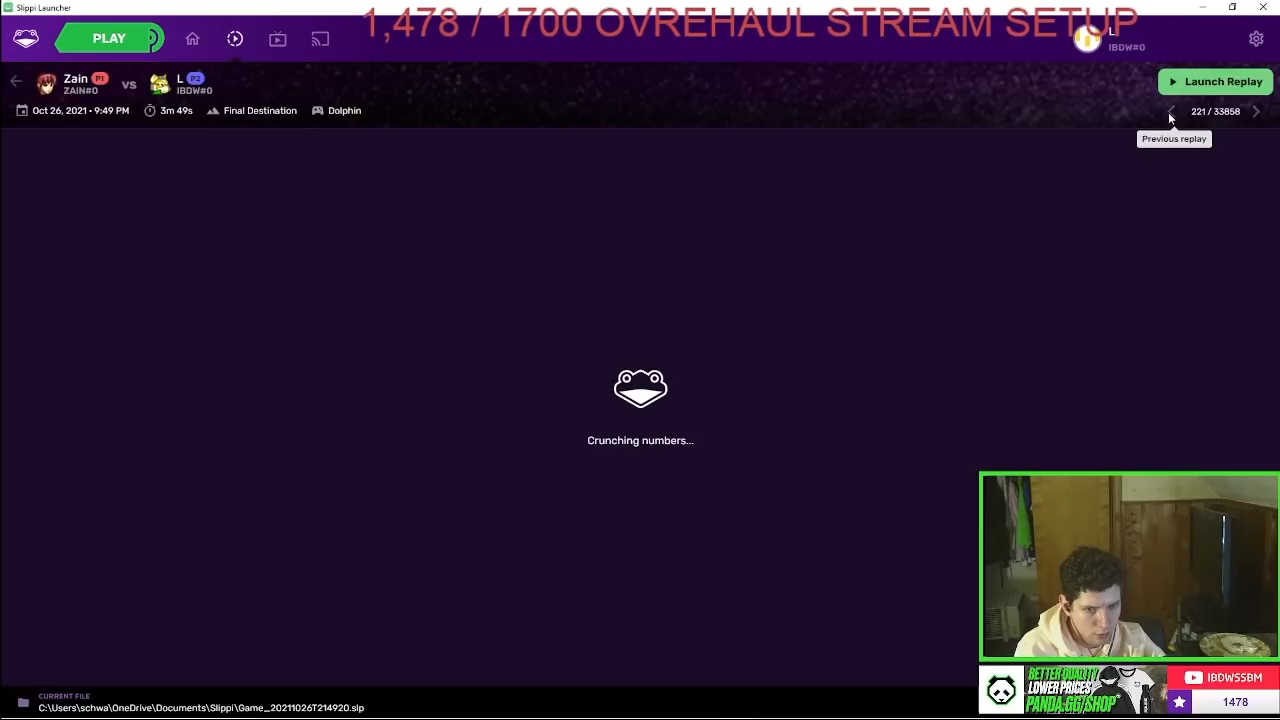 Slippi Launcher
1,478 / 1700 OVREHAUL STREAM SETUP
PLAY
L
IBDW#0
Zain P1
ZAIN#0
vs
L P2
IBDW#0
Launch Replay
Oct 26, 2021 • 9:49 PM 3m 49s Final Destination Dolphin
221 / 33858
Previous replay
Crunching numbers...
BETTER QUALITY
LOWER PRICES
PANDA.GG/SHOP
IBDWSSBM
1478
CURRENT FILE
C:\Users\schwa\OneDrive\Documents\Slippi\Game_20211026T214920.slp